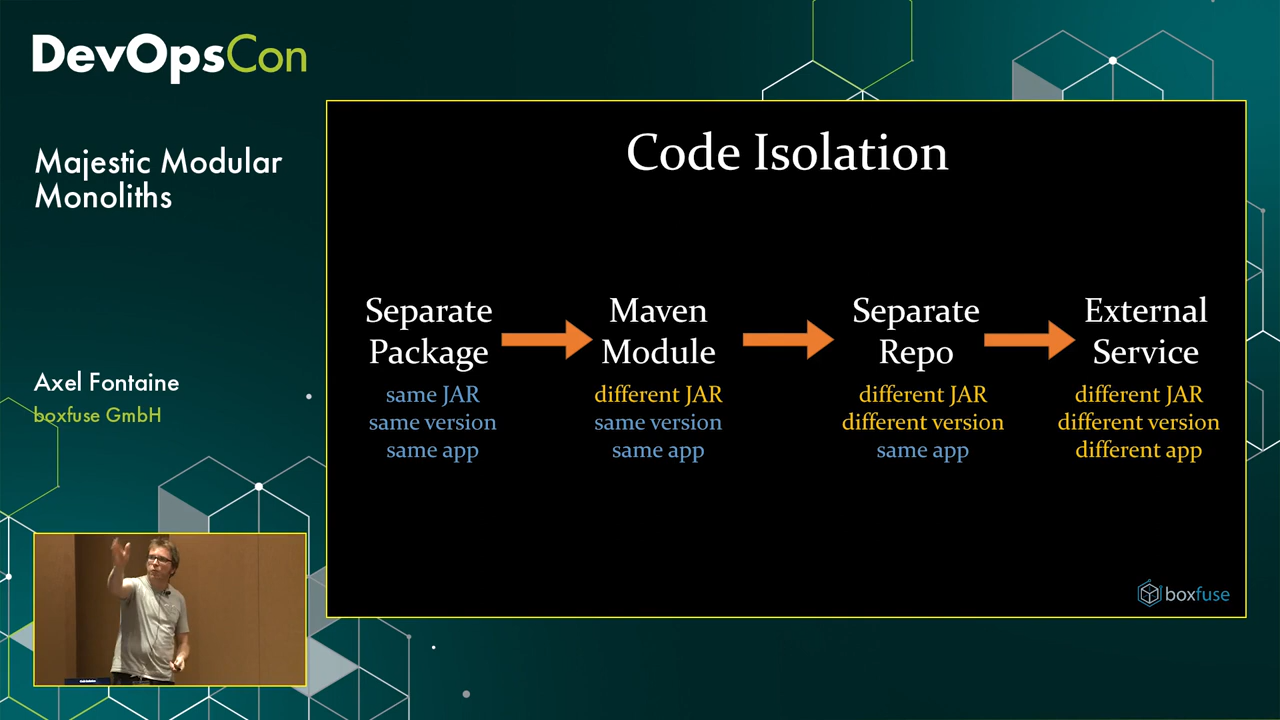 DevOpsCon
Majestic Modular
Monoliths
Axel Fontaine
boxfuse GmbH
Code Isolation
Separate
Package
same JAR
same version
same app
Maven
Module
different JAR
same version
same app
Separate
Repo
different JAR
different version
same app
External
Service
different JAR
different version
different app
boxfuse